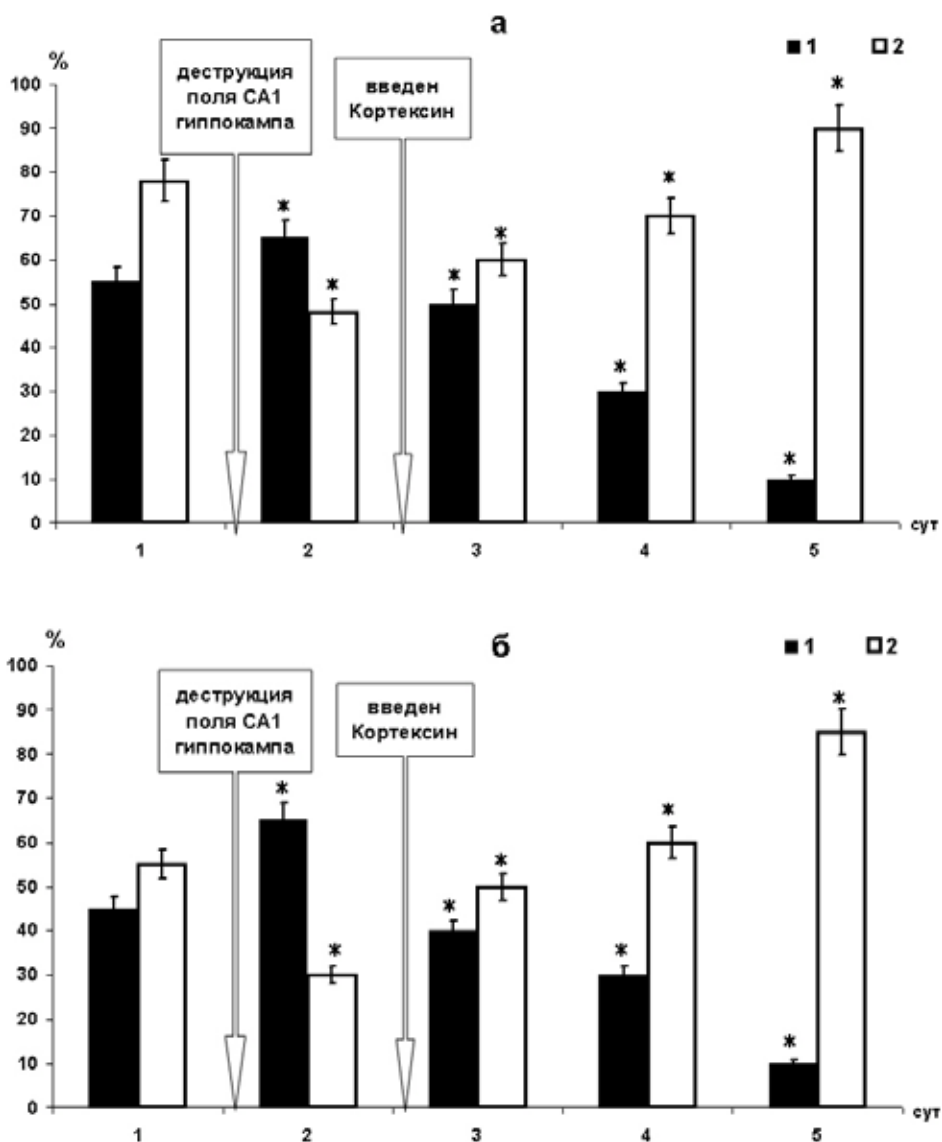 а
%
■ 1 □ 2
деструкция
поля СА1
гиппокампа
введен
Кортексин
100
90
80
70
60
50
40
30
20
10
0
* * * * * * * *
1 2 3 4 5 сут
б
%
■ 1 □ 2
деструкция
поля СА1
гиппокампа
введен
Кортексин
100
90
80
70
60
50
40
30
20
10
0
* * * * * * * *
1 2 3 4 5 сут